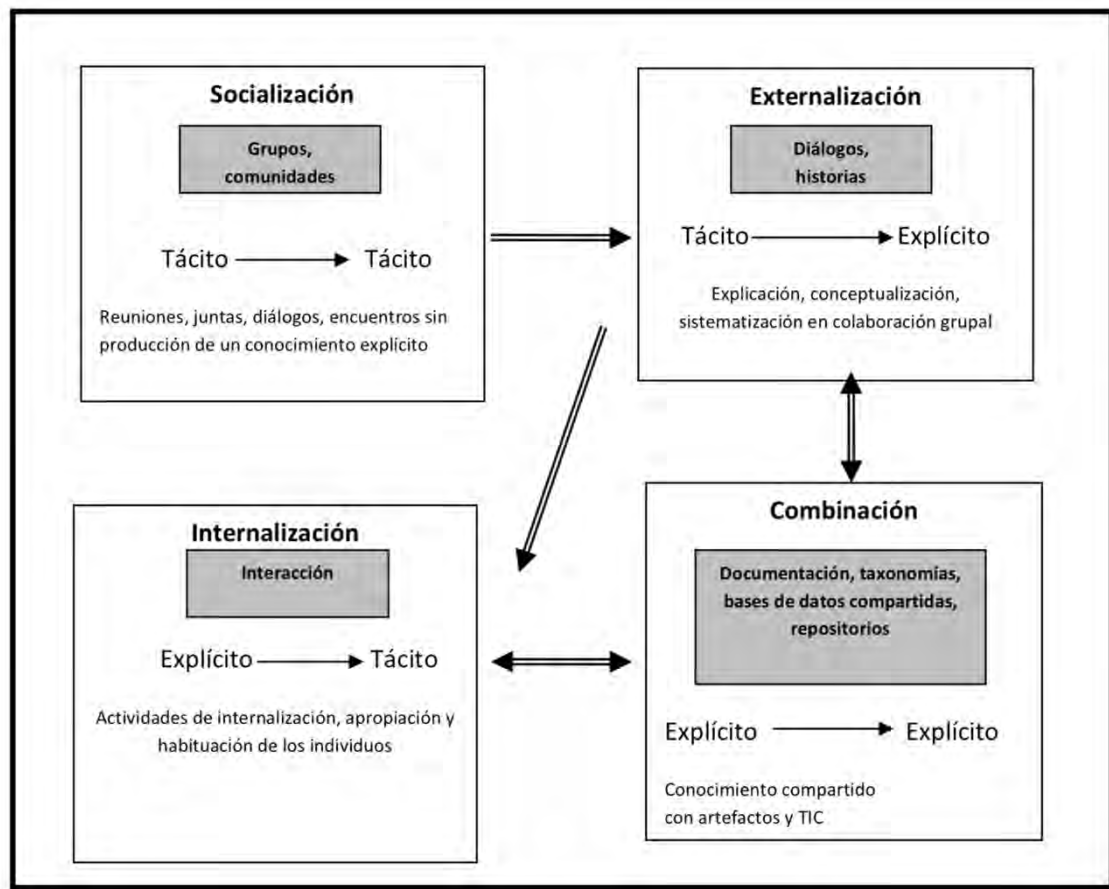 Socialización
Grupos,
comunidades
Tácito Tácito
Reuniones, juntas, diálogos, encuentros sin
producción de un conocimiento explícito
Externalización
Diálogos,
historias
Tácito Explícito
Explicación, conceptualización,
sistematización en colaboración grupal
Internalización
Interacción
Explícito Tácito
Actividades de internalización, apropiación y
habituación de los individuos
Combinación
Documentación, taxonomías,
bases de datos compartidas,
repositorios
Explícito Explícito
Conocimiento compartido
con artefactos y TIC